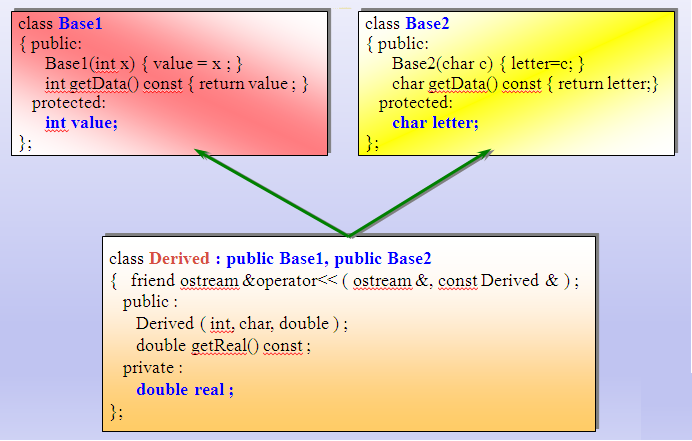 class Base1
{ public:
Base1(int x) { value = x ; }
int getData() const { return value ; }
protected:
int value;
};
class Base2
{ public:
Base2(char c) { letter=c; }
char getData() const { return letter;}
protected:
char letter;
};
class Derived : public Base1, public Base2
{ friend ostream &operator<< ( ostream &, const Derived & ) ;
public :
Derived ( int, char, double ) ;
double getReal() const ;
private :
double real ;
};